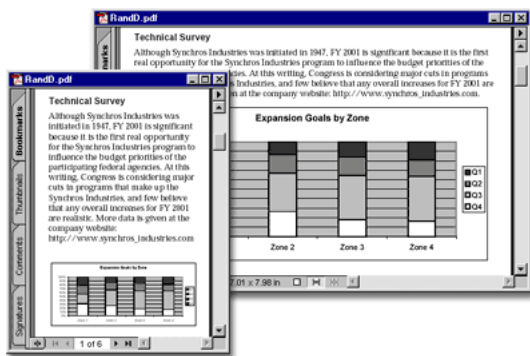 RandD.pdf
Technical Survey
Although Synchros Industries was initiated in 1947, FY 2001 is significant because it is the first
real opportunity for the Synchros Industries program to influence the budget priorities of the
cies. At this writing, Congress is considering major cuts in programs
Industries, and few believe that any overall increases for FY 2001 are
n at the company website: http://www.synchros_industries.com.
Expansion Goals by Zone
Q1
Q2
Q3
Q4
Zone 2 Zone 3 Zone 4
7.01 x 7.98 in
RandD.pdf
Bookmarks
Thumbnails
Comments
Signatures
Technical Survey
Although Synchros Industries was
initiated in 1947, FY 2001 is significant
because it is the first real opportunity
for the Synchros Industries program to
influence the budget priorities of the
participating federal agencies. At this
writing, Congress is considering major
cuts in programs that make up the
Synchros Industries, and few believe
that any overall increases for FY 2001
are realistic. More data is given at the
company website:
http://www.synchros_industries.com
Expansion Goals by Zone
1 of 6